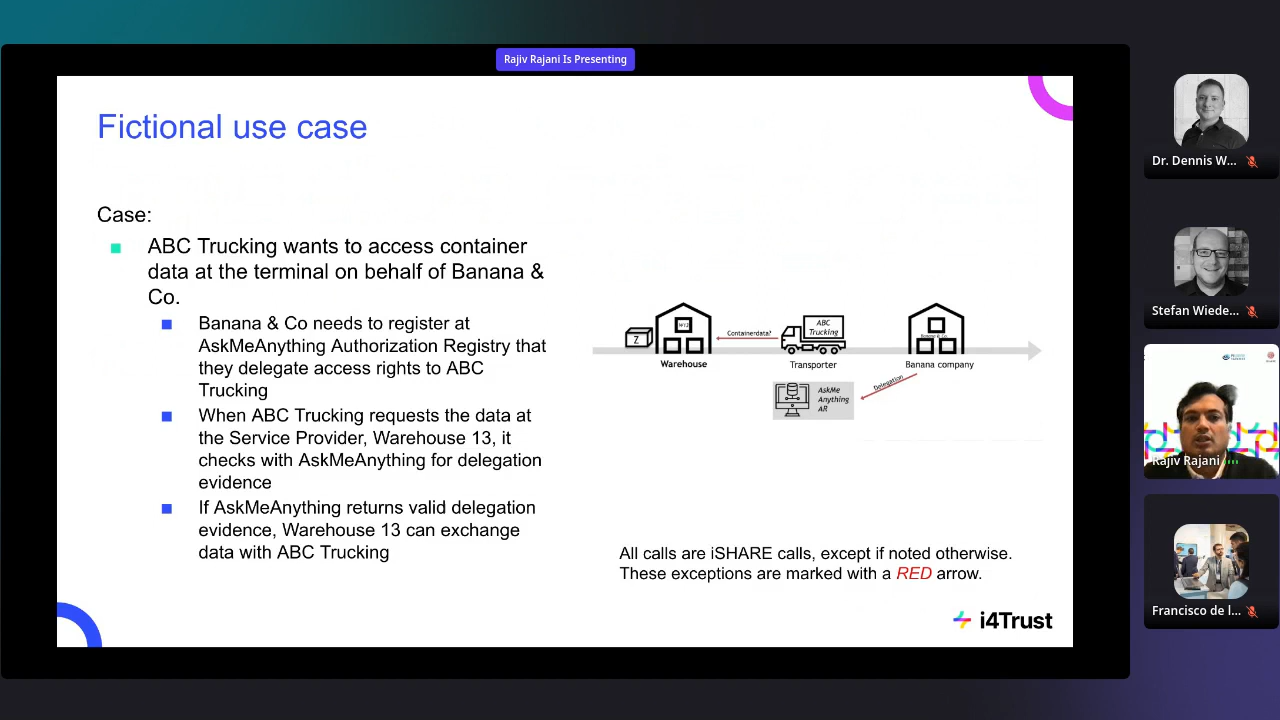 Rajiv Rajani Is Presenting
Fictional use case
Case:
ABC Trucking wants to access container
data at the terminal on behalf of Banana &
Co.
Banana & Co needs to register at
AskMeAnything Authorization Registry that
they delegate access rights to ABC
Trucking
When ABC Trucking requests the data at
the Service Provider, Warehouse 13, it
checks with AskMeAnything for delegation
evidence
If AskMeAnything returns valid delegation
evidence, Warehouse 13 can exchange
data with ABC Trucking
Z
Containerdata?
ABC
Trucking
Warehouse
Transporter
Banana company
AskMe
Anything
AR
Delegation
All calls are iSHARE calls, except if noted otherwise.
These exceptions are marked with a RED arrow.
i4Trust
Dr. Dennis W...
Stefan Wiede...
Rajiv Rajani
Francisco de l...